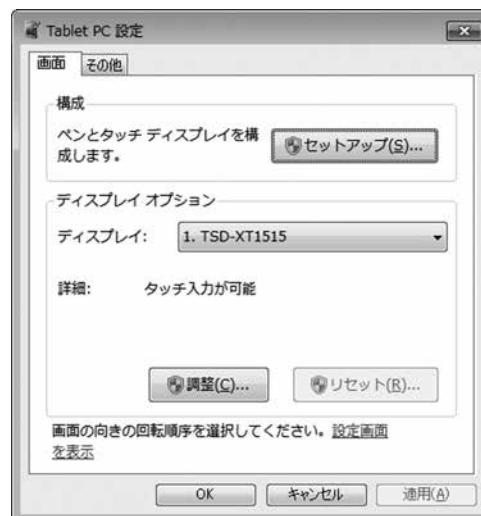 Tablet PC 設定
画面 その他
構成
ペンとタッチ ディスプレイを構
成します。
セットアップ(S)...
ディスプレイ オプション
ディスプレイ: 1. TSD-XT1515
詳細: タッチ入力が可能
調整(C)... リセット(R)...
画面の向きの回転順序を選択してください。設定画面
を表示
OK キャンセル 適用(A)